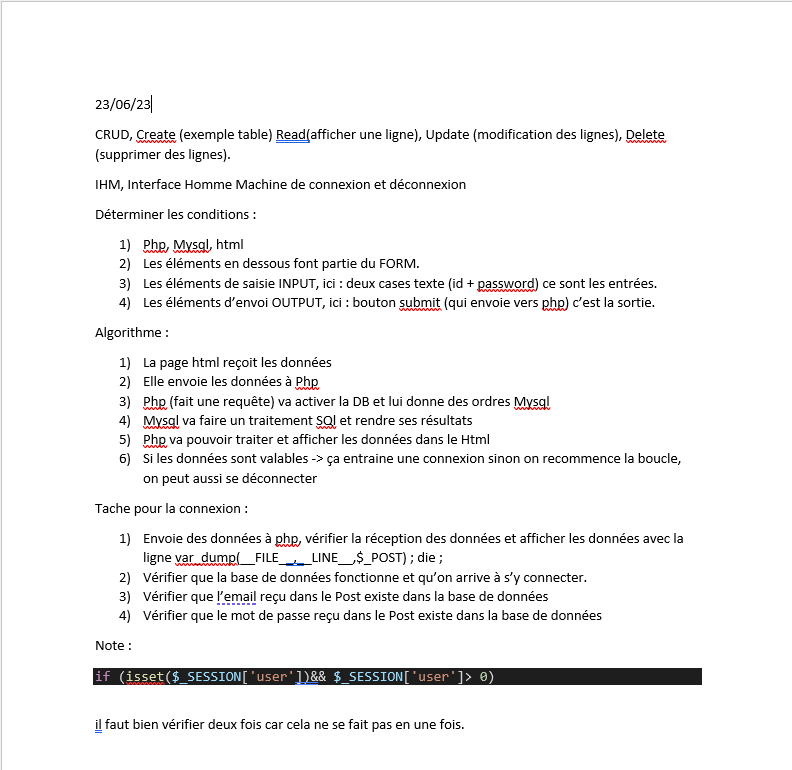 23/06/23
CRUD, Create (exemple table) Read(afficher une ligne), Update (modification des lignes), Delete
(supprimer des lignes).
IHM, Interface Homme Machine de connexion et déconnexion
Déterminer les conditions :
1) Php, Mysql, html
2) Les éléments en dessous font partie du FORM.
3) Les éléments de saisie INPUT, ici : deux cases texte (id + password) ce sont les entrées.
4) Les éléments d’envoi OUTPUT, ici : bouton submit (qui envoie vers php) c’est la sortie.
Algorithme :
1) La page html reçoit les données
2) Elle envoie les données à Php
3) Php (fait une requête) va activer la DB et lui donne des ordres Mysql
4) Mysql va faire un traitement SQl et rendre ses résultats
5) Php va pouvoir traiter et afficher les données dans le Html
6) Si les données sont valables -> ça entraine une connexion sinon on recommence la boucle,
on peut aussi se déconnecter
Tache pour la connexion :
1) Envoie des données à php, vérifier la réception des données et afficher les données avec la
ligne var_dump(__FILE__,__LINE__,$_POST) ; die ;
2) Vérifier que la base de données fonctionne et qu’on arrive à s’y connecter.
3) Vérifier que l’email reçu dans le Post existe dans la base de données
4) Vérifier que le mot de passe reçu dans le Post existe dans la base de données
Note :
if (isset($_SESSION['user'])&& $_SESSION['user']> 0)
il faut bien vérifier deux fois car cela ne se fait pas en une fois.